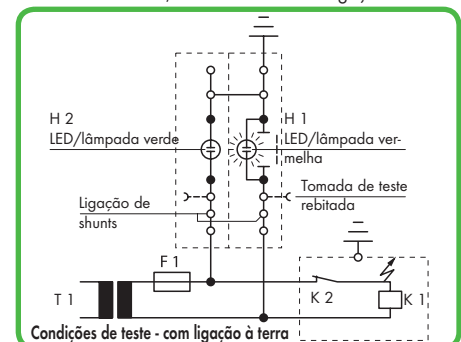 H 2
LED/lâmpada verde
H 1
LED/lâmpada ver-
melha
Ligação de
shunts
Tomada de teste
rebitada
F 1
T 1
K 2
K 1
Condições de teste - com ligação à terra